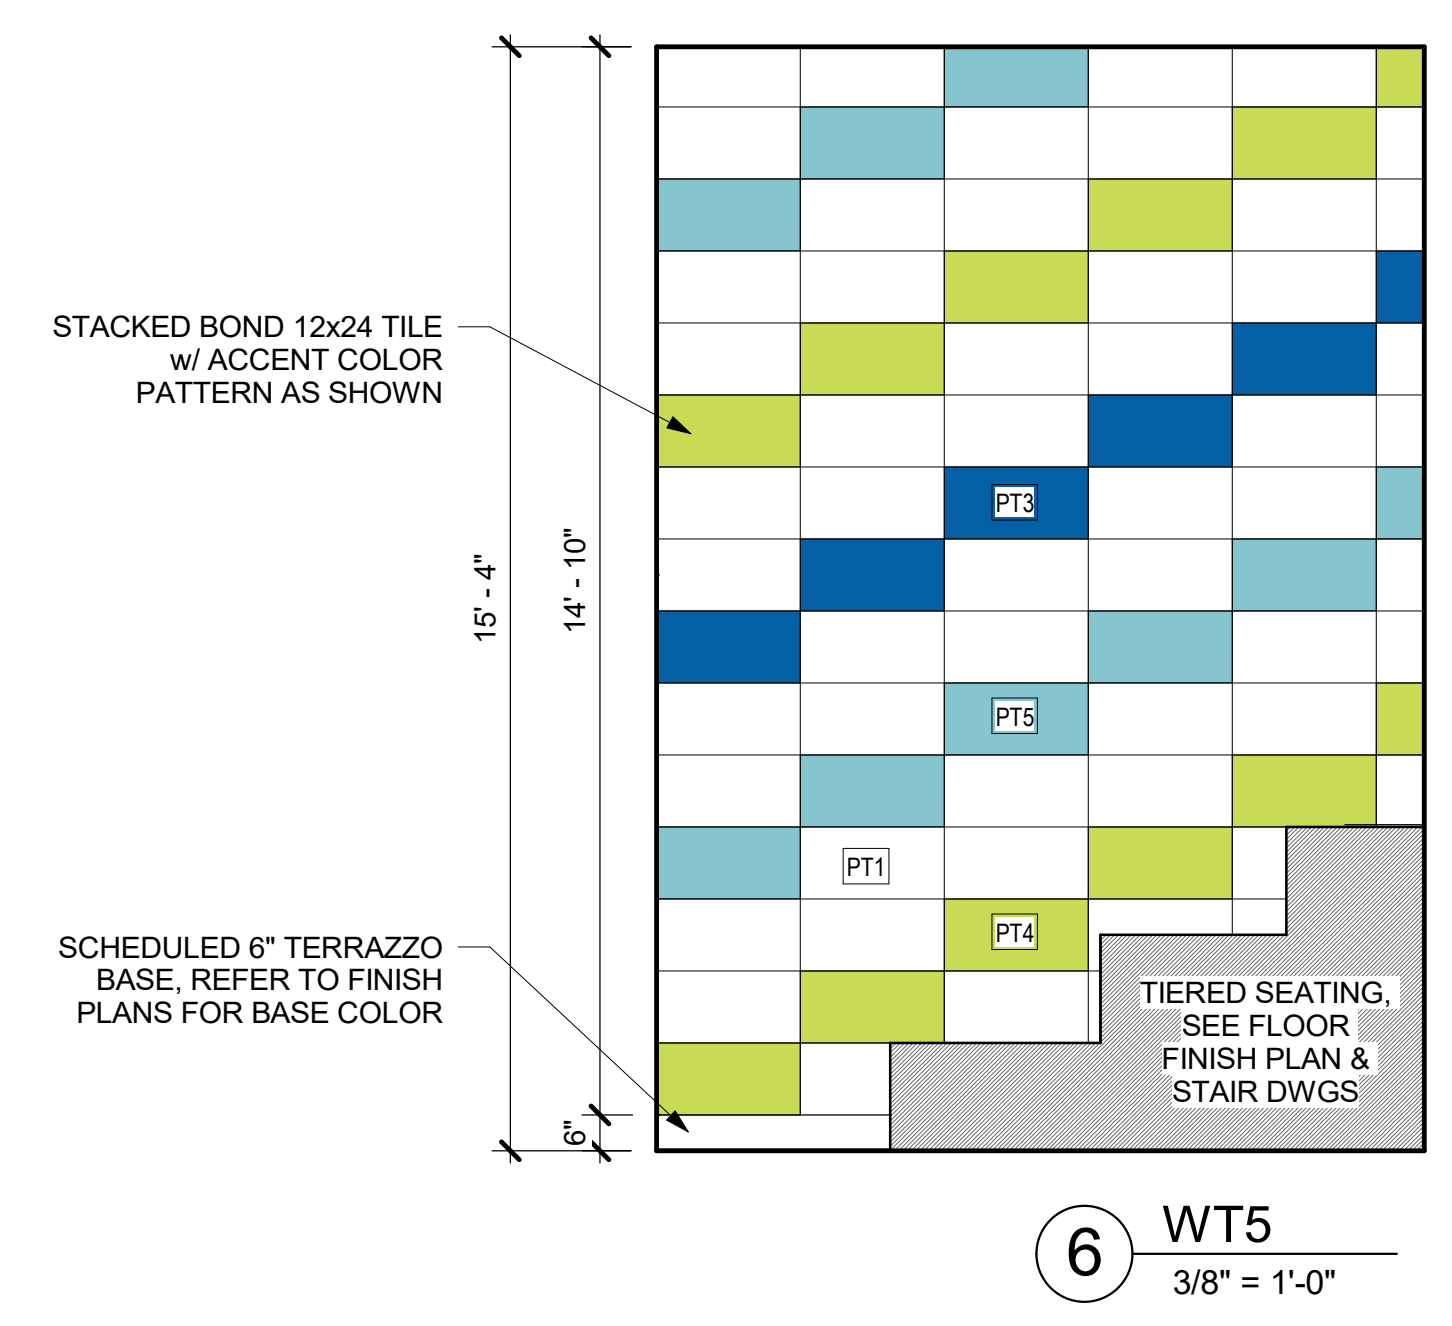 STACKED BOND 12x24 TILE
w/ ACCENT COLOR
PATTERN AS SHOWN
15' - 4"
14' - 10"
PT3
PT5
PT1
PT4
SCHEDULED 6" TERRAZZO
BASE, REFER TO FINISH
PLANS FOR BASE COLOR
6"
TIERED SEATING,
SEE FLOOR
FINISH PLAN &
STAIR DWGS
6
WT5
3/8" = 1'-0"